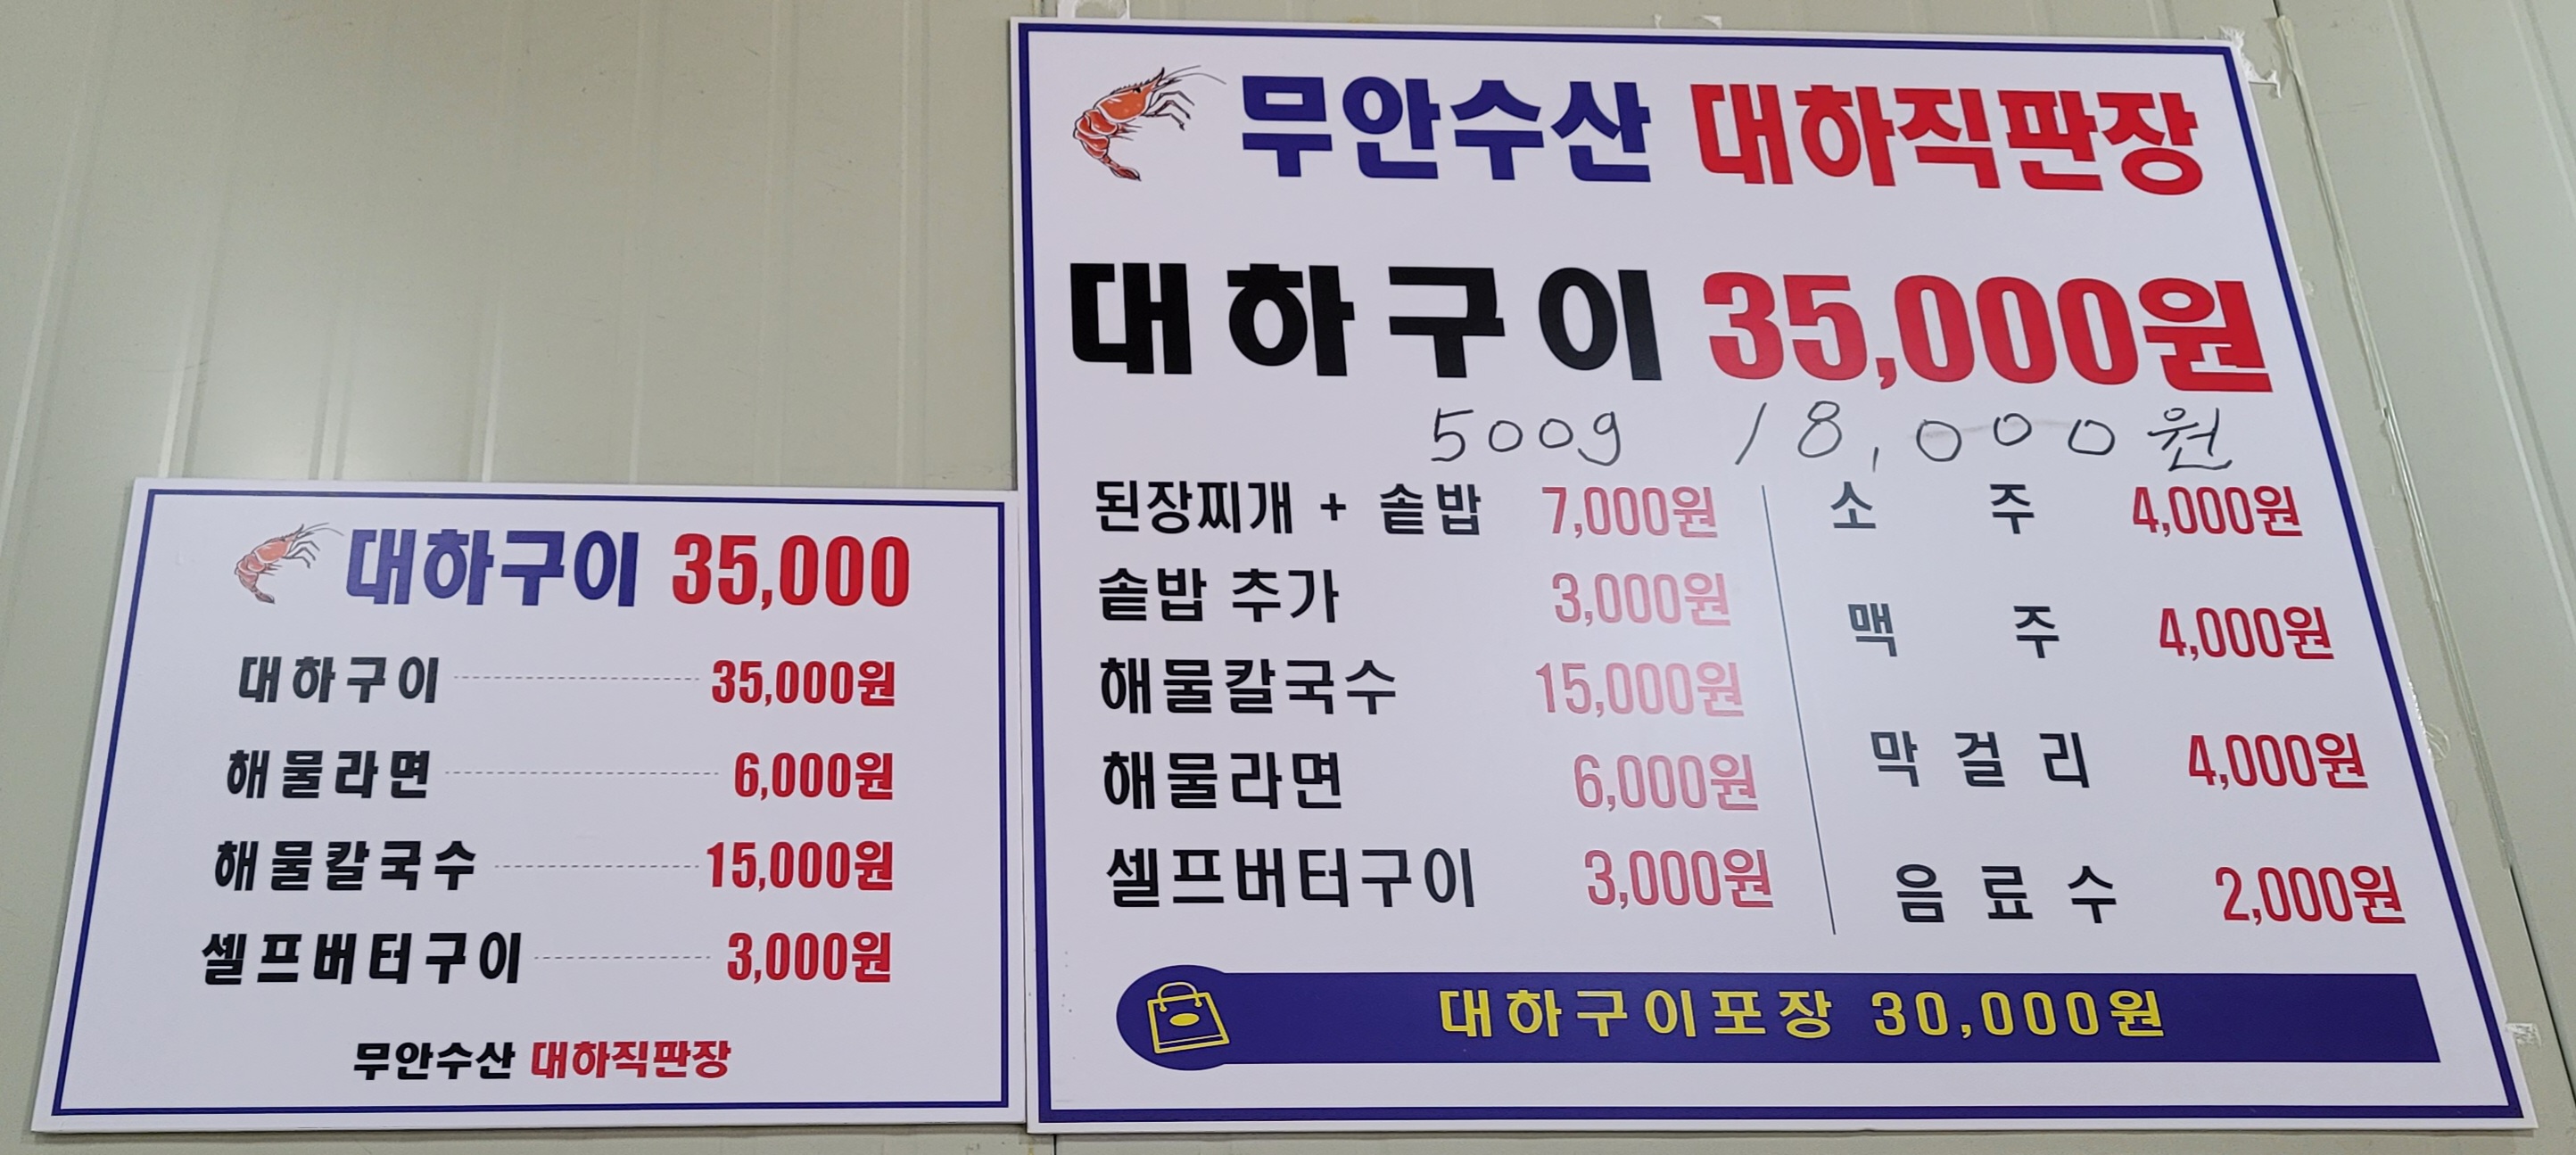 무안수산 대하직판장
대하구이 35,000원
500g 18,000원
된장찌개 + 솥밥 7,000원
솥밥 추가 3,000원
해물칼국수 15,000원
해물라면 6,000원
셀프버터구이 3,000원
소주 4,000원
맥주 4,000원
막걸리 4,000원
음료수 2,000원
대하구이포장 30,000원
대하구이 35,000
대하구이 35,000원
해물라면 6,000원
해물칼국수 15,000원
셀프버터구이 3,000원
무안수산 대하직판장